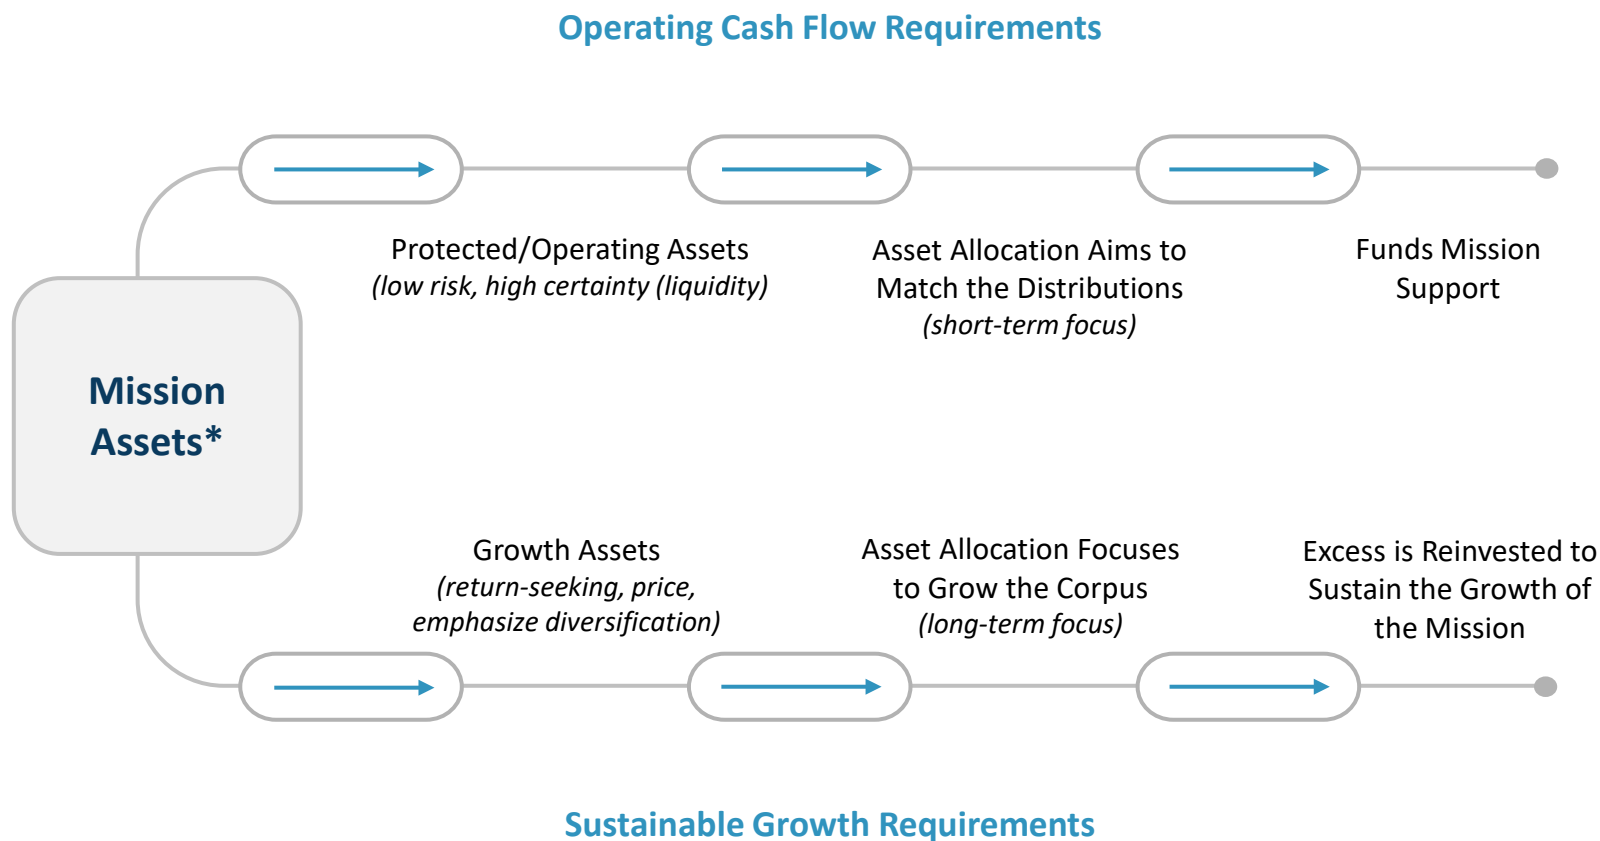 Operating Cash Flow Requirements
Protected/Operating Assets
(low risk, high certainty (liquidity)
Asset Allocation Aims to
Match the Distributions
(short-term focus)
Funds Mission
Support
Mission
Assets*
Growth Assets
(return-seeking, price,
emphasize diversification)
Asset Allocation Focuses
to Grow the Corpus
(long-term focus)
Excess is Reinvested to
Sustain the Growth of
the Mission
Sustainable Growth Requirements